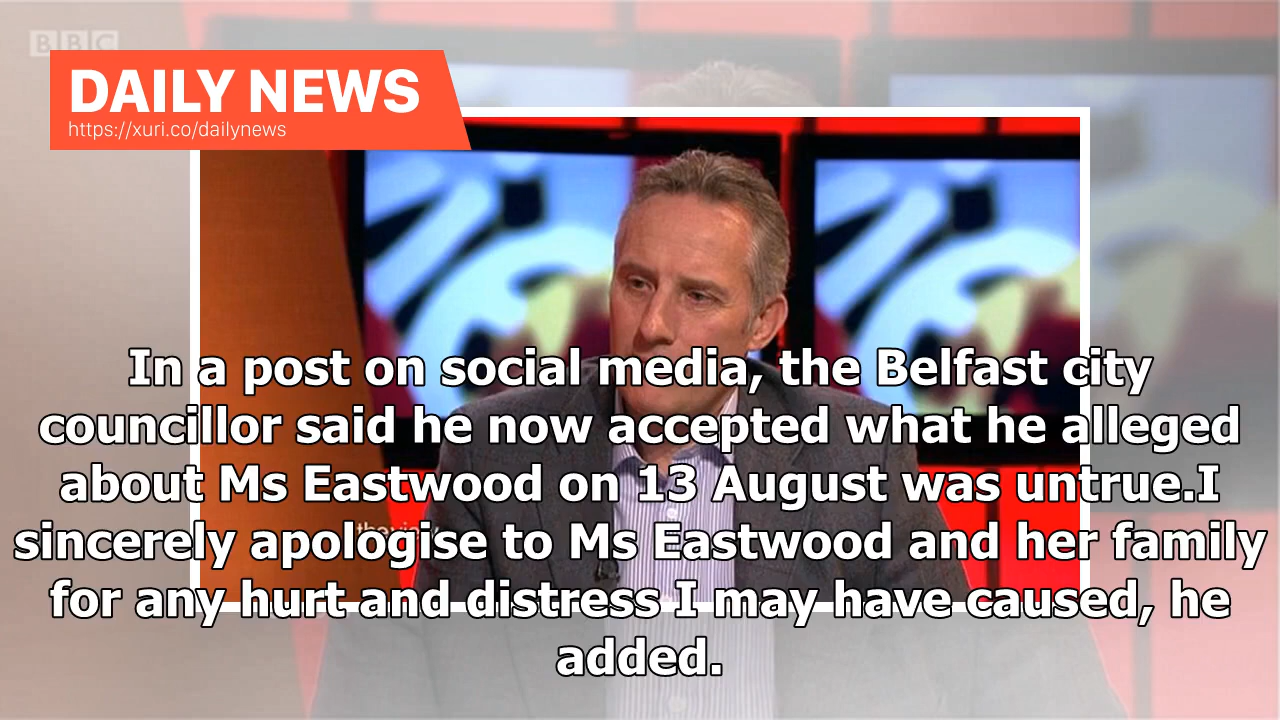 BBC
DAILY NEWS
https://xuri.co/dailynews
In a post on social media, the Belfast city
councillor said he now accepted what he alleged
about Ms Eastwood on 13 August was untrue.I
the view
sincerely apologise to Ms Eastwood and her family
for any hurt and distress I may have caused, he
added.